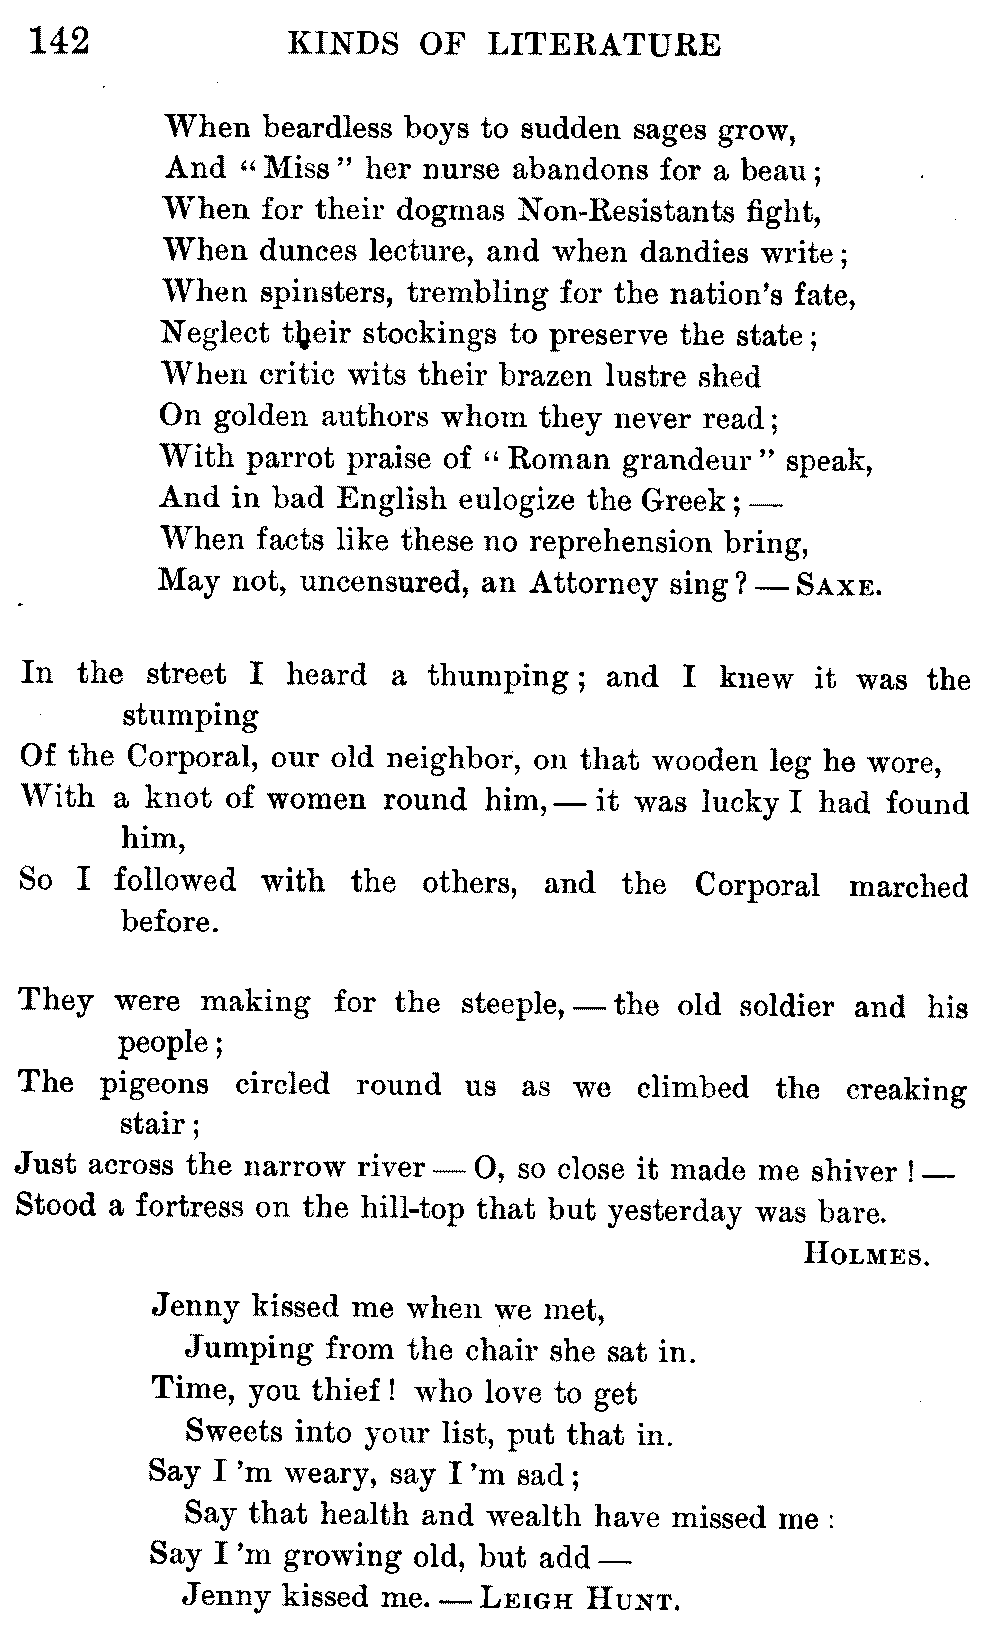 142 KINDS OF LITERATURE
When beardless boys to sudden sages grow,
And “Miss” her nurse abandons for a beau;
When for their dogmas Non-Resistants fight,
When dunces lecture, and when dandies write;
When spinsters, trembling for the nation's fate,
Neglect their stockings to preserve the state;
When critic wits their brazen lustre shed
On golden authors whom they never read;
With parrot praise of “Roman grandeur” speak,
And in bad English eulogize the Greek;—
When facts like these no reprehension bring,
May not, uncensured, an Attorney sing?—SAXE.
In the street I heard a thumping; and I knew it was the
stumping
Of the Corporal, our old neighbor, on that wooden leg he wore,
With a knot of women round him,—it was lucky I had found
him,
So I followed with the others, and the Corporal marched
before.
They were making for the steeple,—the old soldier and his
people;
The pigeons circled round us as we climbed the creaking
stair;
Just across the narrow river—O, so close it made me shiver!—
Stood a fortress on the hill-top that but yesterday was bare.
HOLMES.
Jenny kissed me when we met,
Jumping from the chair she sat in.
Time, you thief! who love to get
Sweets into your list, put that in.
Say I'm weary, say I'm sad;
Say that health and wealth have missed me:
Say I'm growing old, but add—
Jenny kissed me.—LEIGH HUNT.